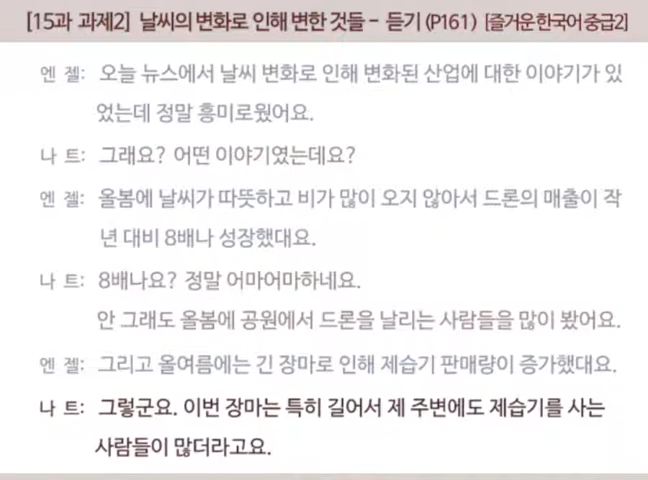 [15과 과제2] 날씨의 변화로 인해 변한 것들 – 듣기 (P161) [즐거운 한국어 중급2]
엔 젤: 오늘 뉴스에서 날씨 변화로 인해 변화된 산업에 대한 이야기가 있
었는데 정말 흥미로웠어요.
나 트: 그래요? 어떤 이야기였는데요?
엔 젤: 올봄에 날씨가 따뜻하고 비가 많이 오지 않아서 드론의 매출이 작
년 대비 8배나 성장했대요.
나 트: 8배나요? 정말 어마어마하네요.
안 그래도 올봄에 공원에서 드론을 날리는 사람들을 많이 봤어요.
엔 젤: 그리고 올여름에는 긴 장마로 인해 제습기 판매량이 증가했대요.
나 트: 그렇군요. 이번 장마는 특히 길어서 제 주변에도 제습기를 사는
사람들이 많더라고요.